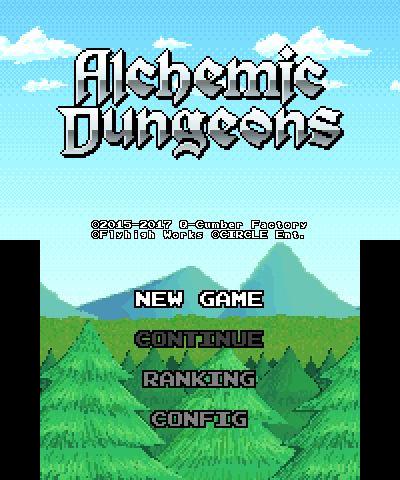 Alchemic
Dungeons
©2015-2017 Q-Cumber Factory
©Flyhigh Works ©CIRCLE Ent.
NEW GAME
CONTINUE
RANKING
CONFIG